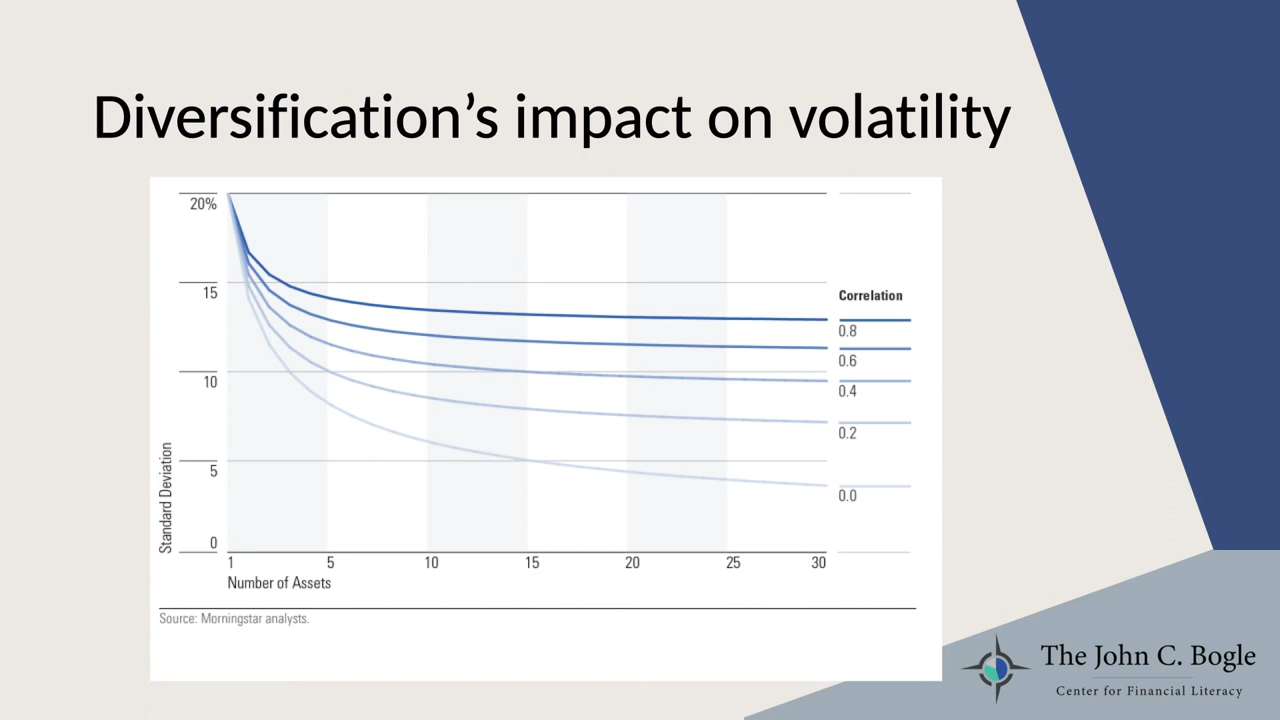 Diversification’s impact on volatility
20%
15
10
5
0
Standard Deviation
1 5 10 15 20 25 30
Number of Assets
Correlation
0.8
0.6
0.4
0.2
0.0
Source: Morningstar analysts.
The John C. Bogle
Center for Financial Literacy